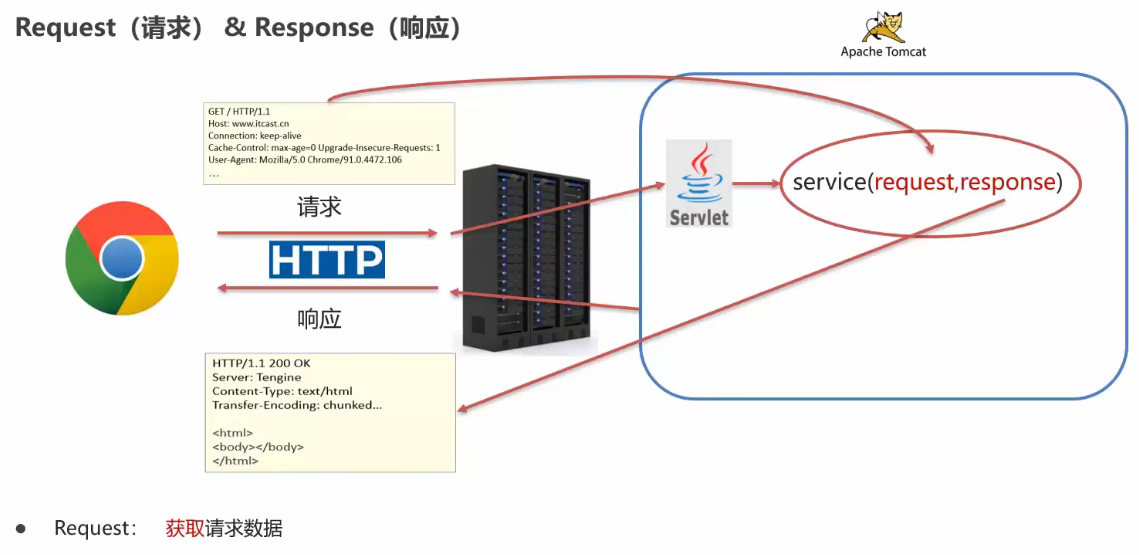 Request（请求） & Response（响应）
Apache Tomcat
GET / HTTP/1.1
Host: www.itcast.cn
Connection: keep-alive
Cache-Control: max-age=0 Upgrade-Insecure-Requests: 1
User-Agent: Mozilla/5.0 Chrome/91.0.4472.106
…
请求
HTTP
响应
Servlet
service(request,response)
HTTP/1.1 200 OK
Server: Tengine
Content-Type: text/html
Transfer-Encoding: chunked...
<html>
<body></body>
</html>
● Request： 获取请求数据